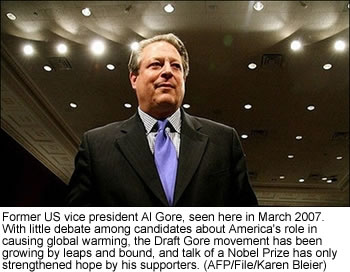 Former US vice president Al Gore, seen here in March 2007.
With little debate among candidates about America's role in
causing global warming, the Draft Gore movement has been
growing by leaps and bound, and talk of a Nobel Prize has only
strengthened hope by his supporters. (AFP/File/Karen Bleier)